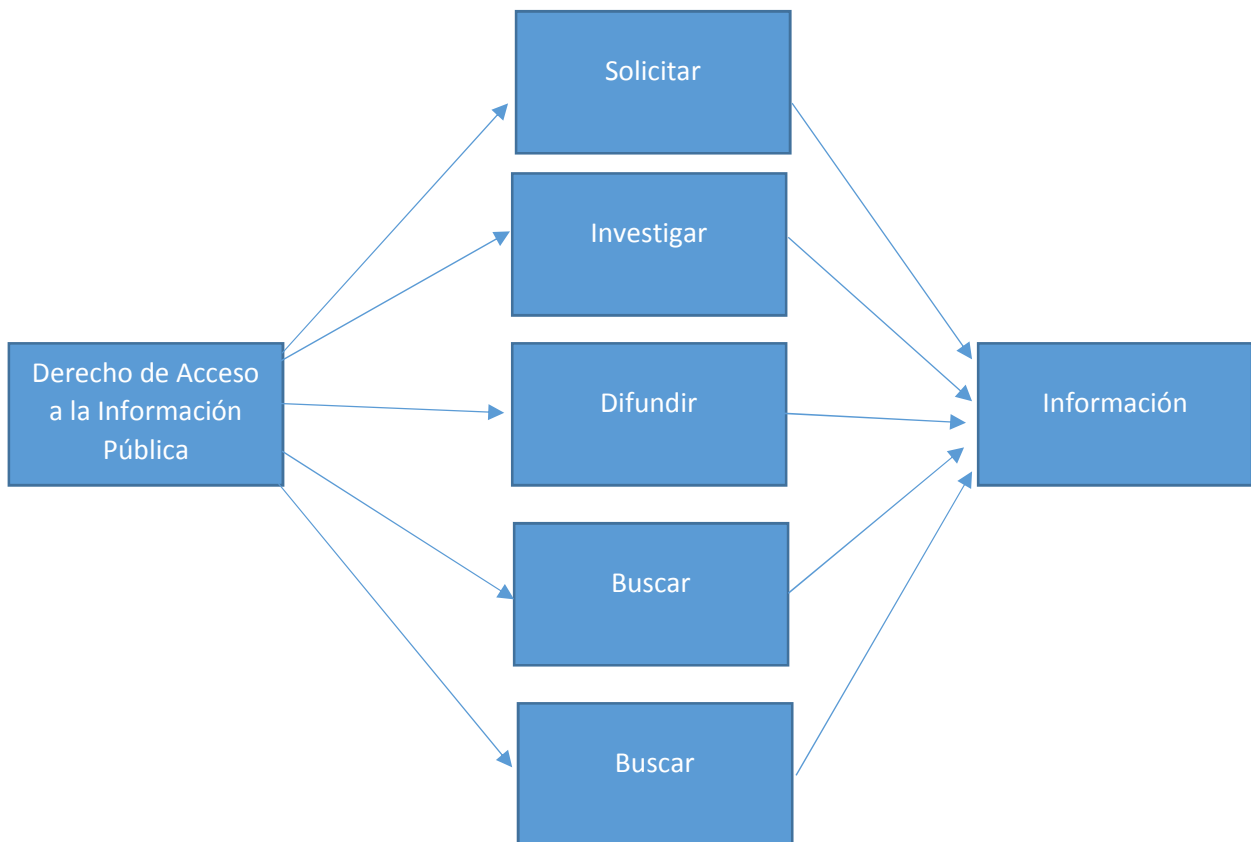 Solicitar
Investigar
Derecho de Acceso
a la Información
Pública
Difundir
Información
Buscar
Buscar